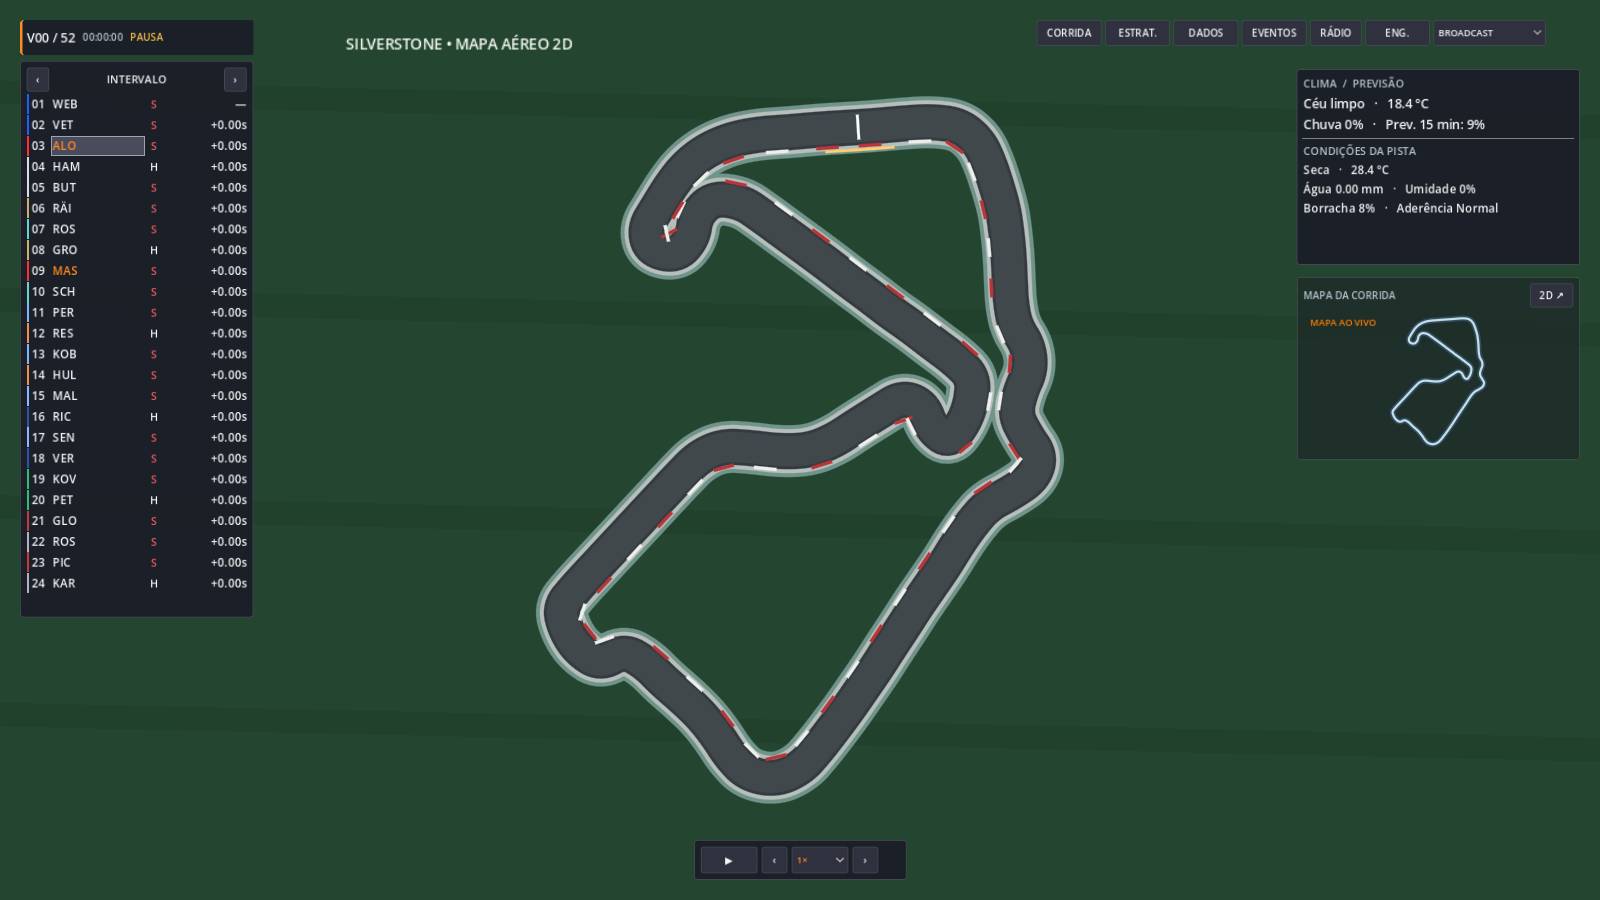 V00 / 52 00:00:00 PAUSA
SILVERSTONE • MAPA AÉREO 2D
CORRIDA ESTRAT. DADOS EVENTOS RÁDIO ENG. BROADCAST
‹ INTERVALO ›
01 WEB S —
02 VET S +0.00s
03 ALO S +0.00s
04 HAM H +0.00s
05 BUT S +0.00s
06 RÄI S +0.00s
07 ROS S +0.00s
08 GRO H +0.00s
09 MAS S +0.00s
10 SCH S +0.00s
11 PER S +0.00s
12 RES H +0.00s
13 KOB S +0.00s
14 HUL S +0.00s
15 MAL S +0.00s
16 RIC H +0.00s
17 SEN S +0.00s
18 VER S +0.00s
19 KOV S +0.00s
20 PET H +0.00s
21 GLO S +0.00s
22 ROS S +0.00s
23 PIC S +0.00s
24 KAR H +0.00s
CLIMA / PREVISÃO
Céu limpo · 18.4 °C
Chuva 0% · Prev. 15 min: 9%
CONDIÇÕES DA PISTA
Seca · 28.4 °C
Água 0.00 mm · Umidade 0%
Borracha 8% · Aderência Normal
MAPA DA CORRIDA 2D ↗
MAPA AO VIVO
▶ ‹ 1× ›